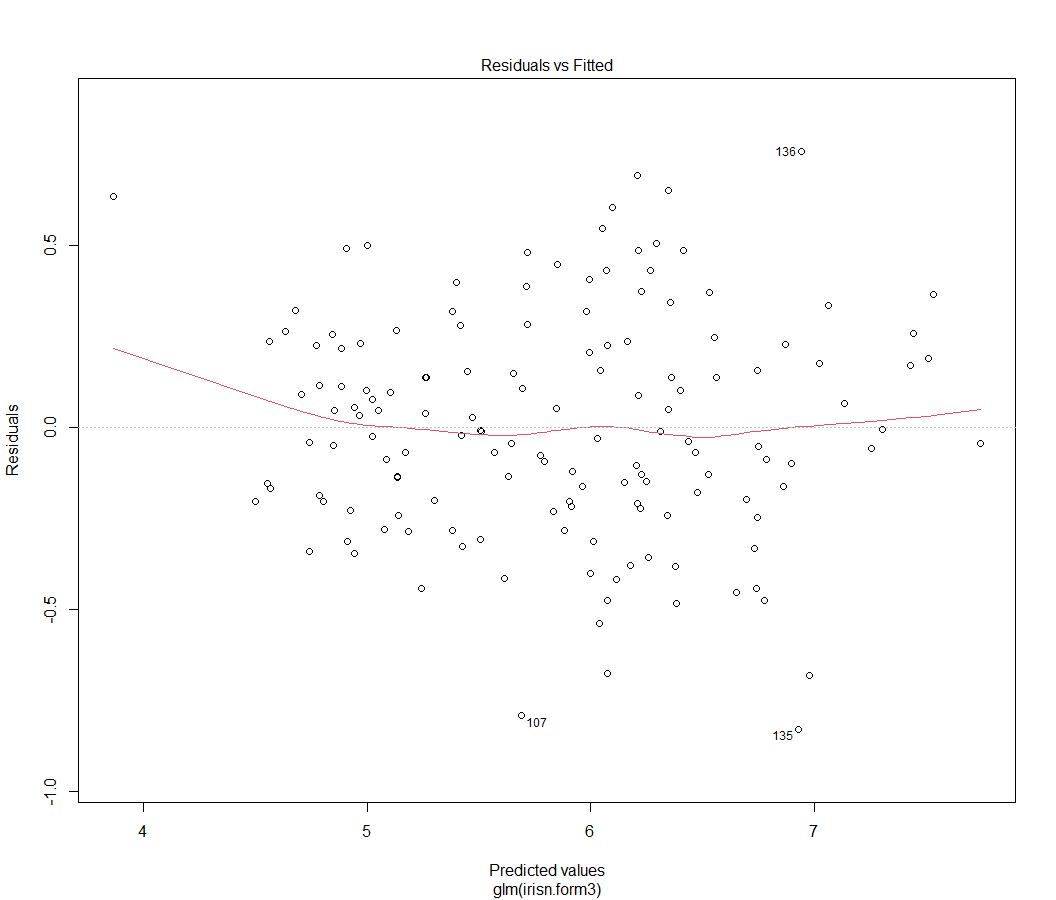 Residuals vs Fitted
136
0.5
0.0
Residuals
-0.5
107
135
-1.0
4 5 6 7
Predicted values
glm(irisn.form3)